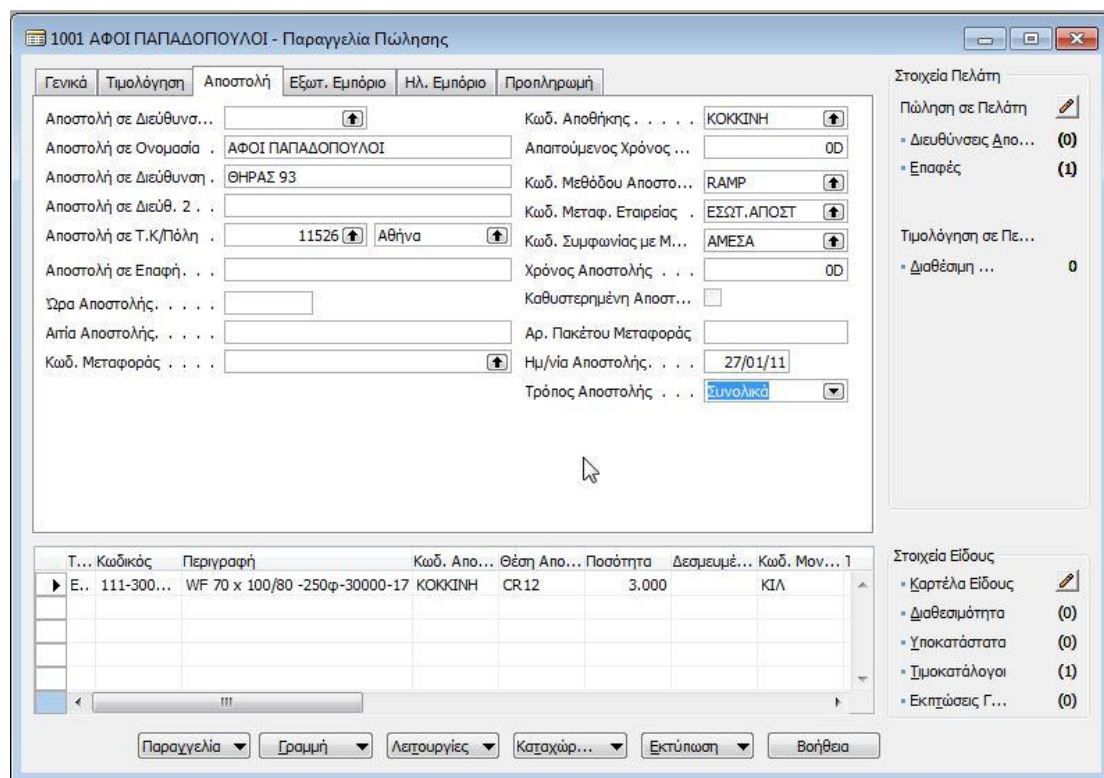 1001 ΑΦΟΙ ΠΑΠΑΔΟΠΟΥΛΟΙ - Παραγγελία Πώλησης
Γενικά Τιμολόγηση Αποστολή Εξωτ. Εμπόριο Ηλ. Εμπόριο Προπληρωμή
Αποστολή σε Διεύθυνσ...
Αποστολή σε Ονομασία . ΑΦΟΙ ΠΑΠΑΔΟΠΟΥΛΟΙ
Αποστολή σε Διεύθυνση . ΘΗΡΑΣ 93
Αποστολή σε Διεύθ. 2 . .
Αποστολή σε Τ.Κ/Πόλη . 11526 Αθήνα
Αποστολή σε Επαφή. . .
Ώρα Αποστολής. . . . .
Αιτία Αποστολής. . . . .
Κωδ. Μεταφοράς . . . .
Κωδ. Αποθήκης . . . . . ΚΟΚΚΙΝΗ
Απαιτούμενος Χρόνος ... 0D
Κωδ. Μεθόδου Αποστο... RAMP
Κωδ. Μεταφ. Εταιρείας . ΕΣΩΤ.ΑΠΟΣΤ
Κωδ. Συμφωνίας με Μ... ΑΜΕΣΑ
Χρόνος Αποστολής . . . 0D
Καθυστερημένη Αποστ...
Αρ. Πακέτου Μεταφοράς
Ημ/νία Αποστολής. . . . 27/01/11
Τρόπος Αποστολής . . . Συνολικά
Στοιχεία Πελάτη
Πώληση σε Πελάτη
Διευθύνσεις Απο... (0)
Επαφές (1)
Τιμολόγηση σε Πε...
Διαθέσιμη ... 0
Τ... Κωδικός Περιγραφή Κωδ. Απο... Θέση Απο... Ποσότητα Δεσμευμέ... Κωδ. Μον...
Ε.. 111-300... WF 70 x 100/80 -250φ-30000-17 ΚΟΚΚΙΝΗ CR12 3.000 ΚΙΛ
Στοιχεία Είδους
Καρτέλα Είδους
Διαθεσιμότητα (0)
Υποκατάστατα (0)
Τιμοκατάλογοι (1)
Εκπτώσεις Γ... (0)
Παραγγελία Γραμμή Λειτουργίες Καταχώρ... Εκτύπωση Βοήθεια